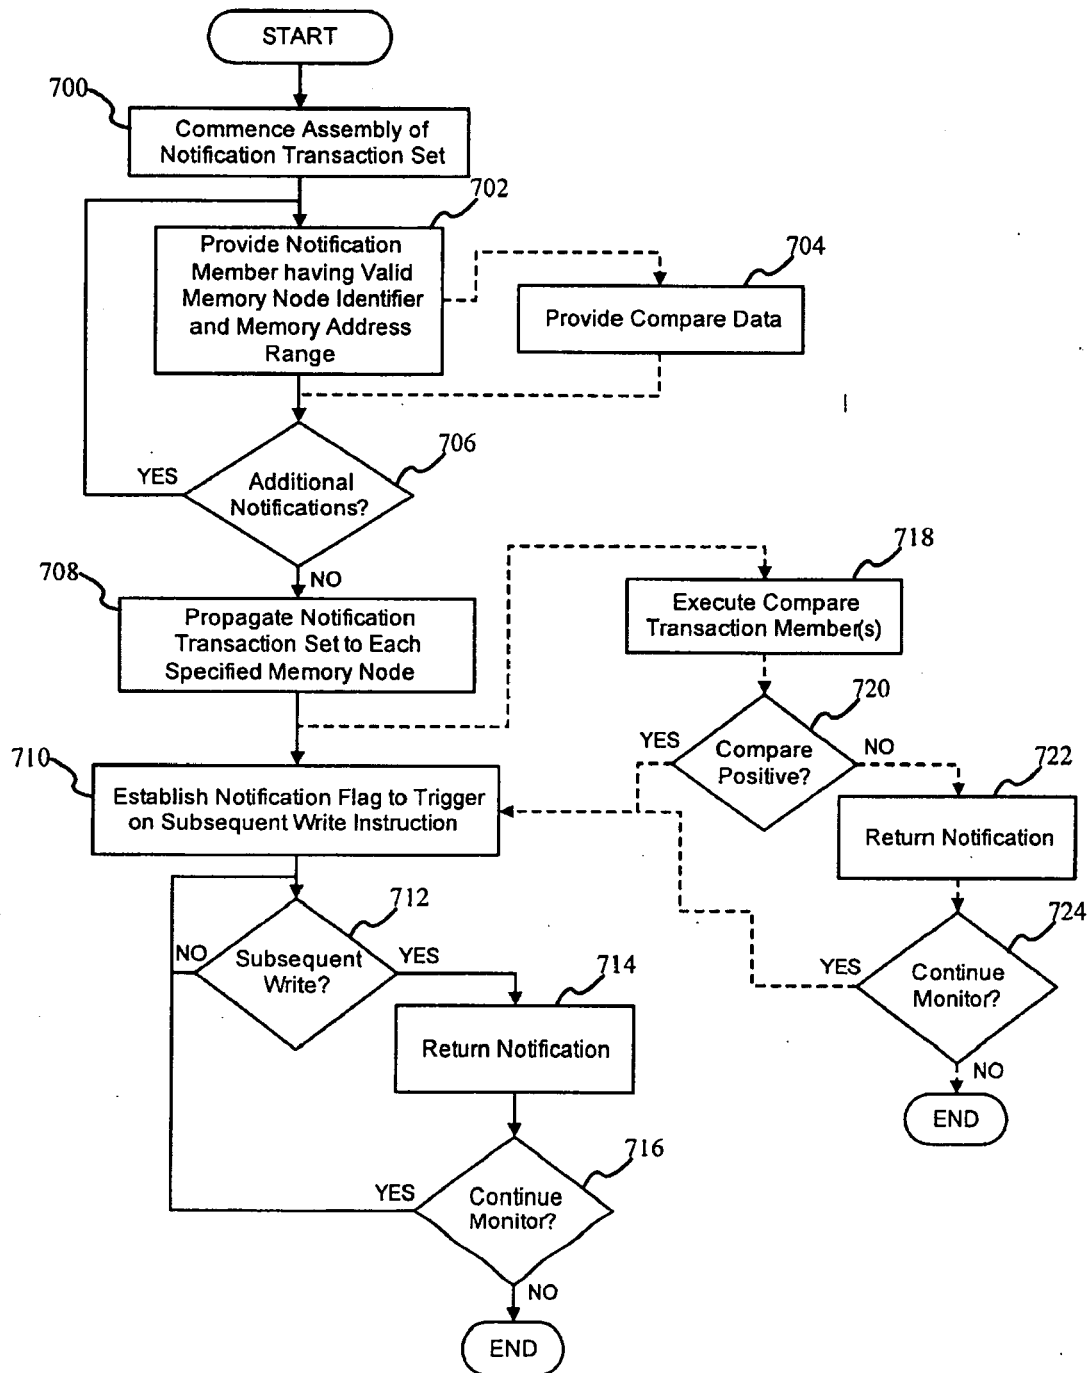 START
700
Commence Assembly of
Notification Transaction Set
702
Provide Notification
Member having Valid
Memory Node Identifier
and Memory Address
Range
704
Provide Compare Data
706
YES
Additional
Notifications?
NO
708
Propagate Notification
Transaction Set to Each
Specified Memory Node
718
Execute Compare
Transaction Member(s)
720
YES
Compare
Positive?
NO
710
Establish Notification Flag to Trigger
on Subsequent Write Instruction
722
Return Notification
712
NO
Subsequent
Write?
YES
724
YES
Continue
Monitor?
NO
END
714
Return Notification
716
YES
Continue
Monitor?
NO
END